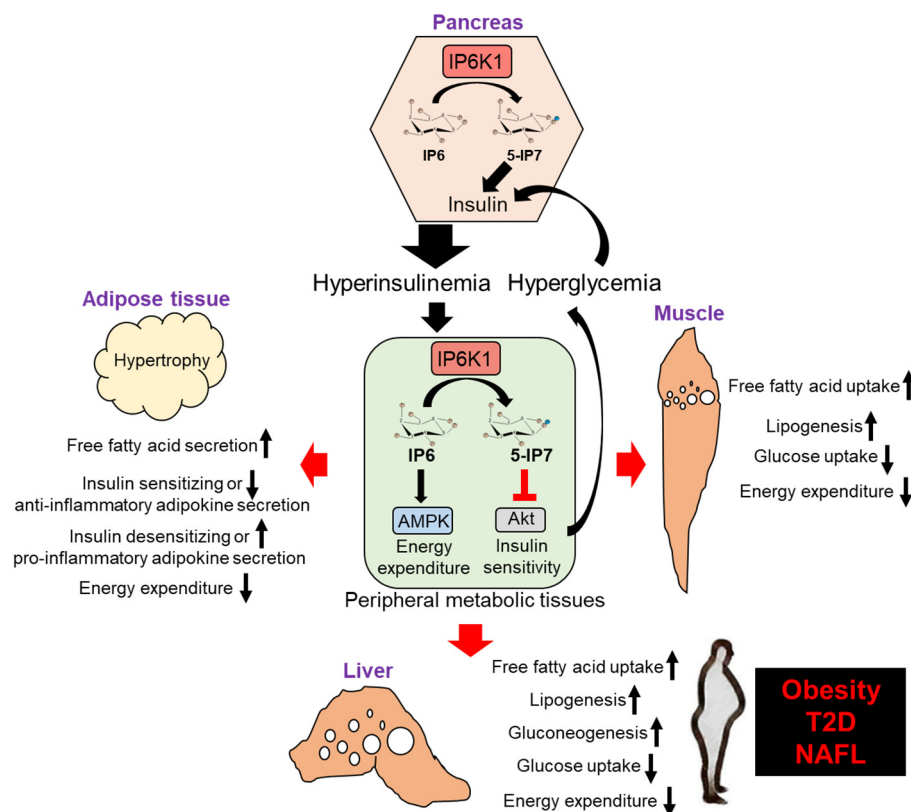 Pancreas
IP6K1
IP6
5-IP7
Insulin
Hyperinsulinemia
Hyperglycemia
Adipose tissue
Hypertrophy
Free fatty acid secretion
Insulin sensitizing or
anti-inflammatory adipokine secretion
Insulin desensitizing or
pro-inflammatory adipokine secretion
Energy expenditure
IP6K1
IP6
5-IP7
AMPK
Akt
Energy
expenditure
Insulin
sensitivity
Peripheral metabolic tissues
Muscle
Free fatty acid uptake
Lipogenesis
Glucose uptake
Energy expenditure
Liver
Free fatty acid uptake
Lipogenesis
Gluconeogenesis
Glucose uptake
Energy expenditure
Obesity
T2D
NAFL